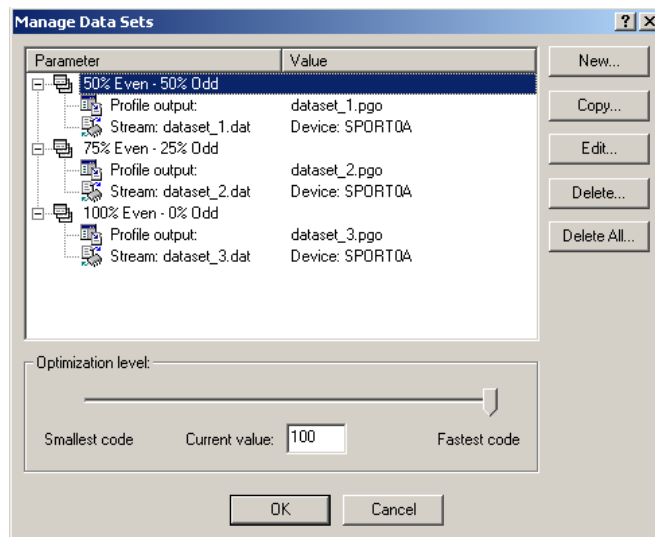 Manage Data Sets
Parameter Value
50% Even - 50% Odd
Profile output: dataset_1.pgo
Stream: dataset_1.dat Device: SPORT0A
75% Even - 25% Odd
Profile output: dataset_2.pgo
Stream: dataset_2.dat Device: SPORT0A
100% Even - 0% Odd
Profile output: dataset_3.pgo
Stream: dataset_3.dat Device: SPORT0A
New...
Copy...
Edit...
Delete...
Delete All...
Optimization level:
Smallest code Current value: 100 Fastest code
OK Cancel